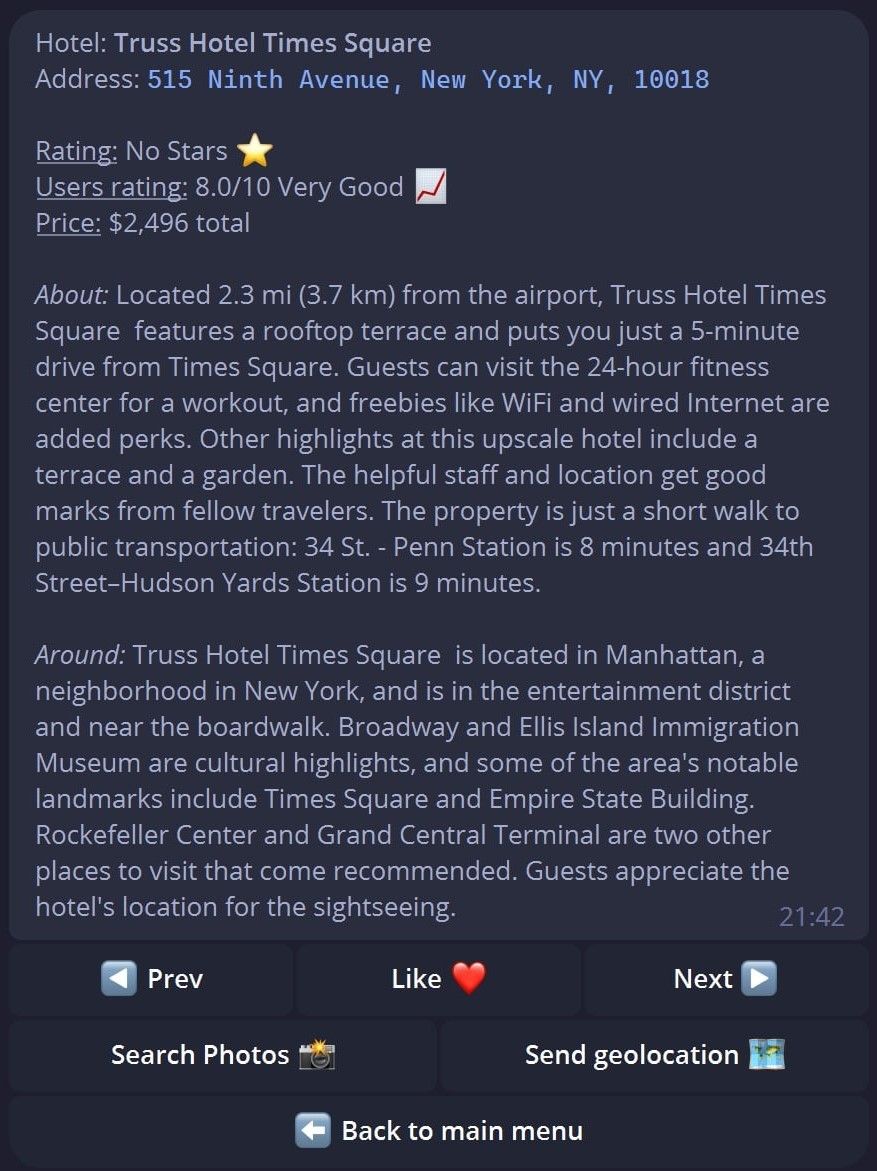 Hotel: Truss Hotel Times Square
Address: 515 Ninth Avenue, New York, NY, 10018
Rating: No Stars ⭐
Users rating: 8.0/10 Very Good 📈
Price: $2,496 total
About: Located 2.3 mi (3.7 km) from the airport, Truss Hotel Times
Square  features a rooftop terrace and puts you just a 5-minute
drive from Times Square. Guests can visit the 24-hour fitness
center for a workout, and freebies like WiFi and wired Internet are
added perks. Other highlights at this upscale hotel include a
terrace and a garden. The helpful staff and location get good
marks from fellow travelers. The property is just a short walk to
public transportation: 34 St. - Penn Station is 8 minutes and 34th
Street–Hudson Yards Station is 9 minutes.
Around: Truss Hotel Times Square  is located in Manhattan, a
neighborhood in New York, and is in the entertainment district
and near the boardwalk. Broadway and Ellis Island Immigration
Museum are cultural highlights, and some of the area's notable
landmarks include Times Square and Empire State Building.
Rockefeller Center and Grand Central Terminal are two other
places to visit that come recommended. Guests appreciate the
hotel's location for the sightseeing.
21:42
◀️ Prev
Like ❤️
Next ▶️
Search Photos 📸
Send geolocation 🗺️
⬅️ Back to main menu